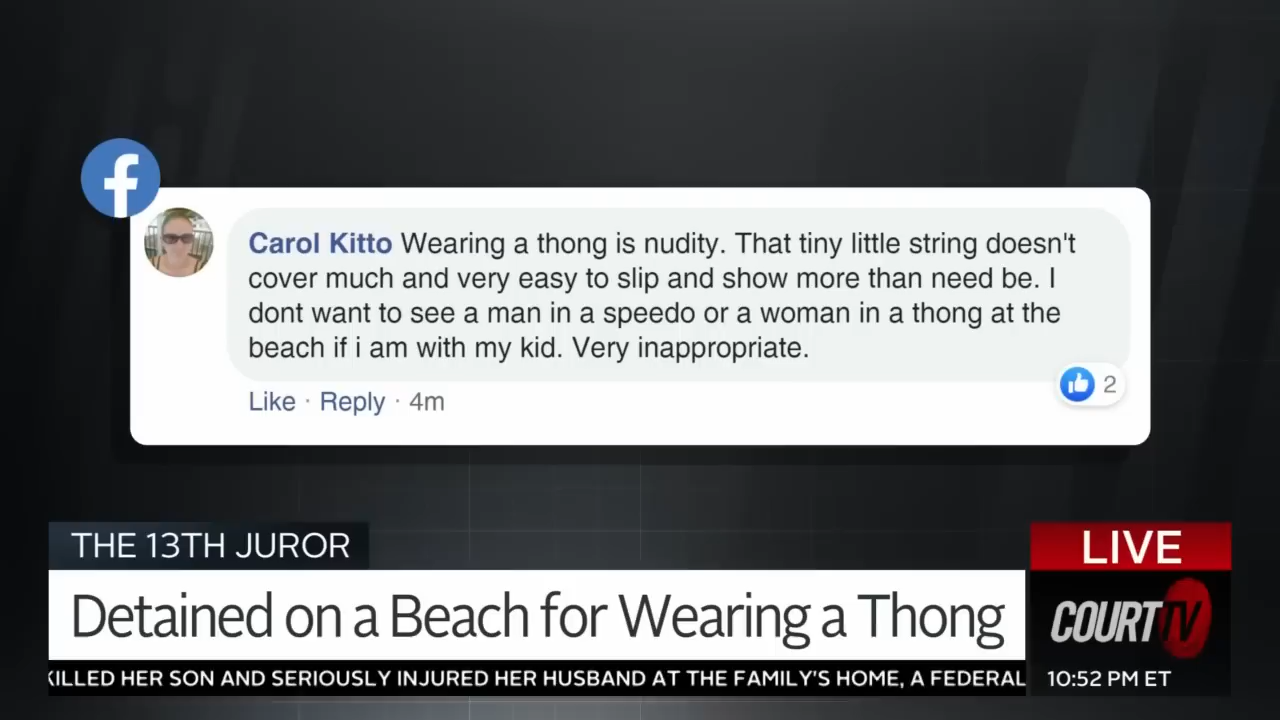 f
Carol Kitto Wearing a thong is nudity. That tiny little string doesn't
cover much and very easy to slip and show more than need be. I
dont want to see a man in a speedo or a woman in a thong at the
beach if i am with my kid. Very inappropriate.
2
Like · Reply · 4m
THE 13TH JUROR
LIVE
Detained on a Beach for Wearing a Thong
COURT TV
KILLED HER SON AND SERIOUSLY INJURED HER HUSBAND AT THE FAMILY'S HOME, A FEDERAL
10:52 PM ET